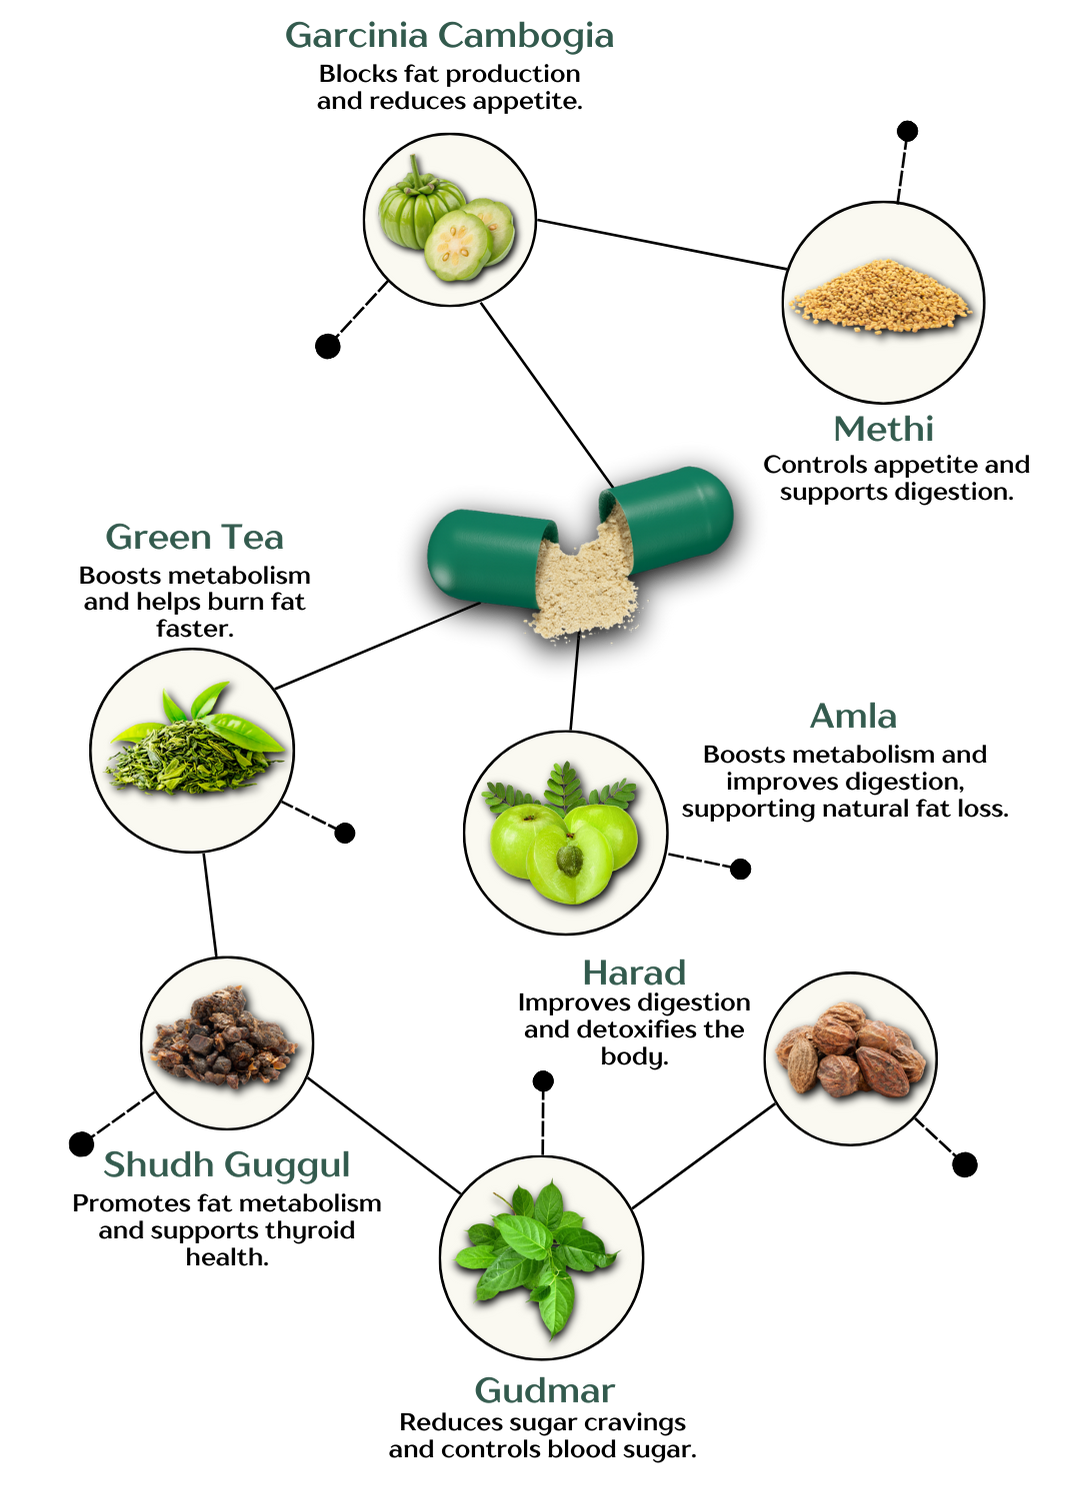 Garcinia Cambogia
Blocks fat production
and reduces appetite.
Methi
Controls appetite and
supports digestion.
Green Tea
Boosts metabolism
and helps burn fat
faster.
Amla
Boosts metabolism and
improves digestion,
supporting natural fat loss.
Harad
Improves digestion
and detoxifies the
body.
Shudh Guggul
Promotes fat metabolism
and supports thyroid
health.
Gudmar
Reduces sugar cravings
and controls blood sugar.